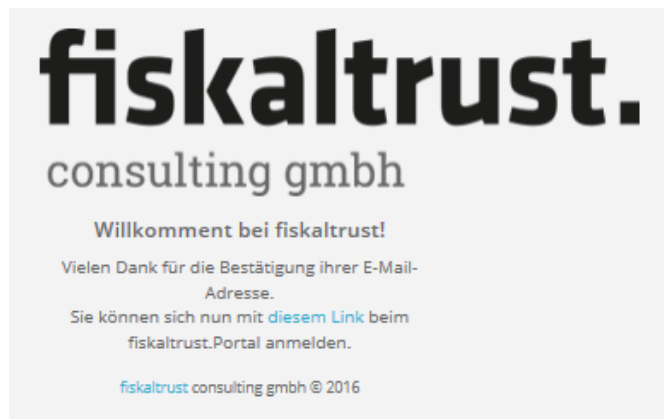 fiskaltrust.
consulting gmbh
Willkomment bei fiskaltrust!
Vielen Dank für die Bestätigung ihrer E-Mail-
Adresse.
Sie können sich nun mit diesem Link beim
fiskaltrust.Portal anmelden.
fiskaltrust consulting gmbh © 2016